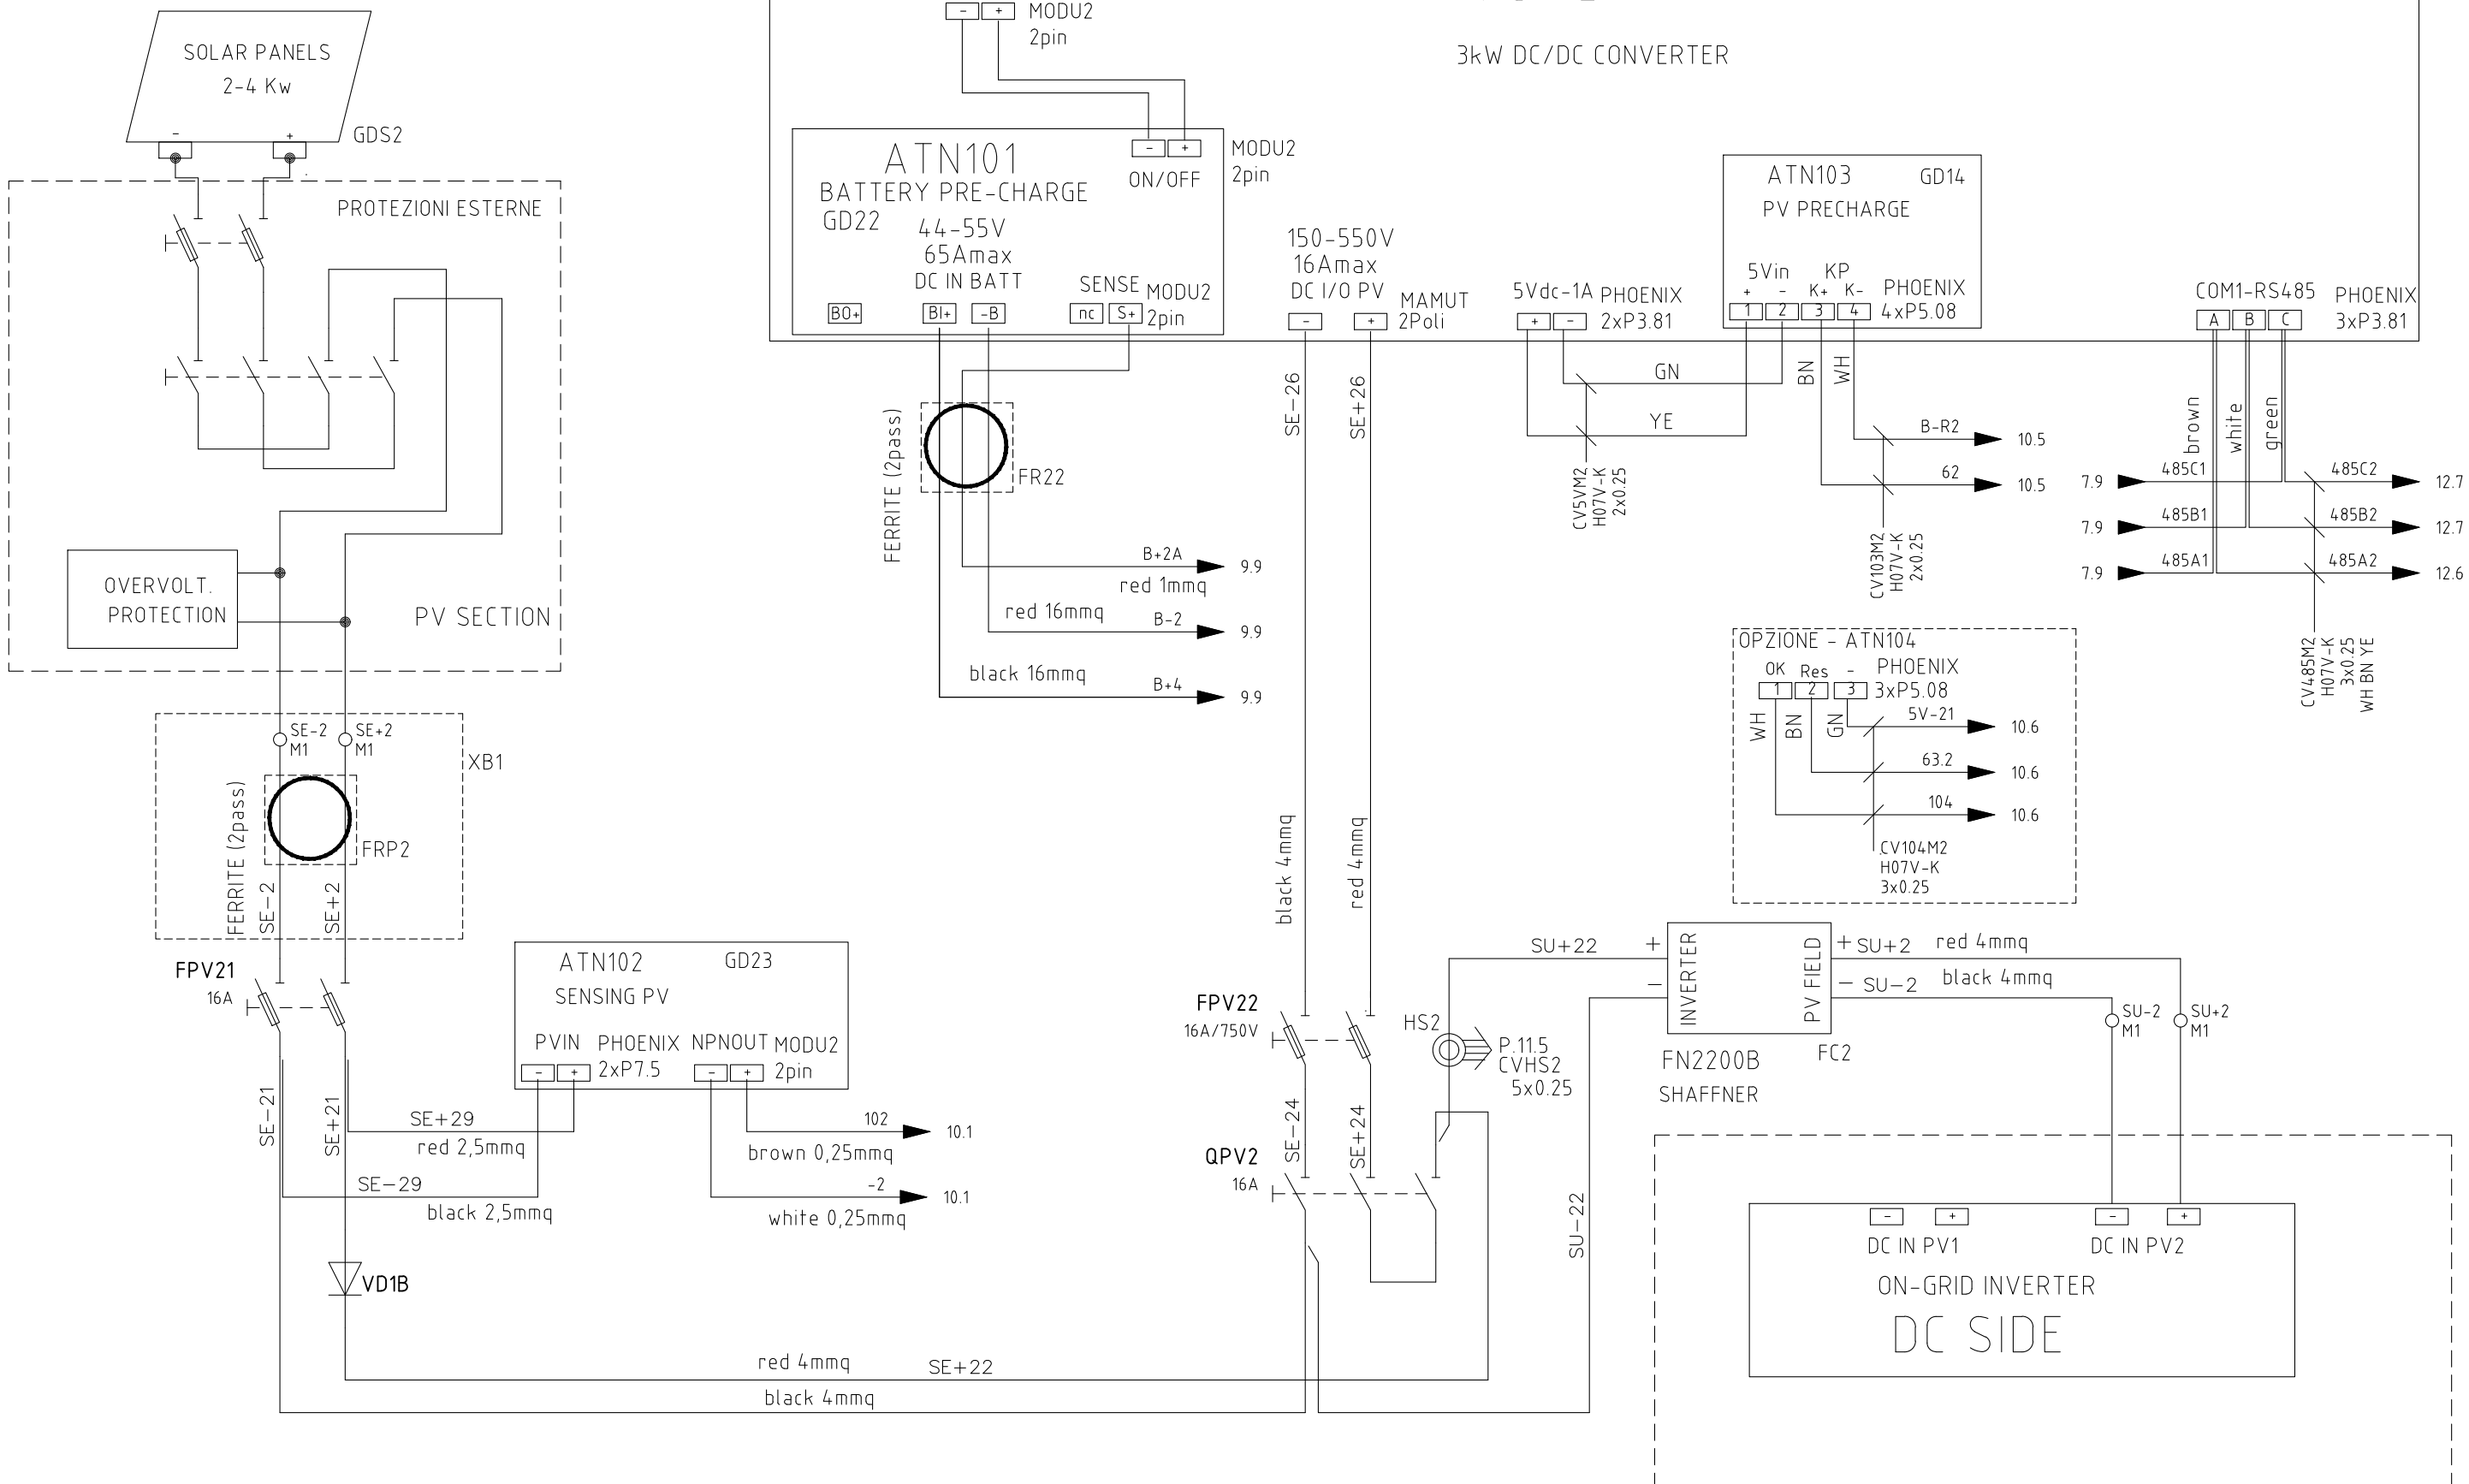 SOLAR PANELS
2-4 Kw
-
+
GDS2
PROTEZIONI ESTERNE
OVERVOLT.
PROTECTION
PV SECTION
SE-2
M1
SE+2
M1
XB1
FERRITE (2pass)
FRP2
SE-2
SE+2
FPV21
16A
SE-21
SE+21
SE+29
red 2,5mmq
SE-29
black 2,5mmq
VD1B
red 4mmq
SE+22
black 4mmq
ATN102
GD23
SENSING PV
PVIN
PHOENIX
2xP7.5
NPNOUT
MODU2
2pin
-
+
-
+
102
10.1
brown 0,25mmq
-2
10.1
white 0,25mmq
-
+
MODU2
2pin
3kW DC/DC CONVERTER
ATN101
BATTERY PRE-CHARGE
GD22
-
+
MODU2
2pin
ON/OFF
44-55V
65Amax
DC IN BATT
SENSE
MODU2
2pin
BO+
BI+
-B
nc
S+
FERRITE (2pass)
FR22
B+2A
9.9
red 1mmq
red 16mmq
B-2
9.9
black 16mmq
B+4
9.9
150-550V
16Amax
DC I/O PV
MAMUT
2Poli
-
+
SE-26
SE+26
black 4mmq
red 4mmq
FPV22
16A/750V
SE-24
SE+24
QPV2
16A
5Vdc-1A
PHOENIX
2xP3.81
+
-
GN
YE
CV5VM2
H07V-K
2x0.25
ATN103
GD14
PV PRECHARGE
5Vin
KP
+
-
K+
K-
PHOENIX
4xP5.08
1
2
3
4
BN
WH
B-R2
10.5
62
10.5
CV103M2
H07V-K
2x0.25
COM1-RS485
PHOENIX
3xP3.81
A
B
C
brown
white
green
7.9
485C1
485C2
12.7
7.9
485B1
485B2
12.7
7.9
485A1
485A2
12.6
CV485M2
H07V-K
3x0.25
WH BN YE
OPZIONE - ATN104
OK
Res
-
PHOENIX
3xP5.08
1
2
3
WH
BN
GN
5V-21
10.6
63.2
10.6
104
10.6
CV104M2
H07V-K
3x0.25
HS2
P.11.5
CVHS2
5x0.25
SU+22
+
-
INVERTER
PV FIELD
+
SU+2
red 4mmq
-
SU-2
black 4mmq
FN2200B
FC2
SHAFFNER
SU-22
SU-2
M1
SU+2
M1
-
+
-
+
DC IN PV1
DC IN PV2
ON-GRID INVERTER
DC SIDE